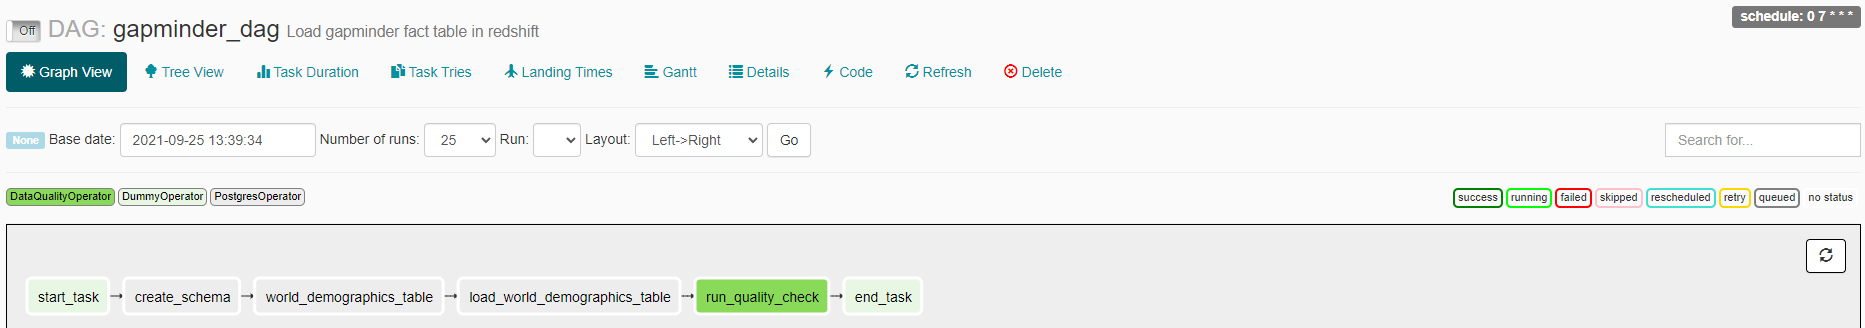 schedule: 0 7 * * *
Off DAG: gapminder_dag Load gapminder fact table in redshift
Graph View Tree View Task Duration Task Tries Landing Times Gantt Details Code Refresh Delete
None Base date: 2021-09-25 13:39:34 Number of runs: 25 Run: Layout: Left->Right Go Search for...
DataQualityOperator DummyOperator PostgresOperator success running failed skipped rescheduled retry queued no status
start_task create_schema world_demographics_table load_world_demographics_table run_quality_check end_task